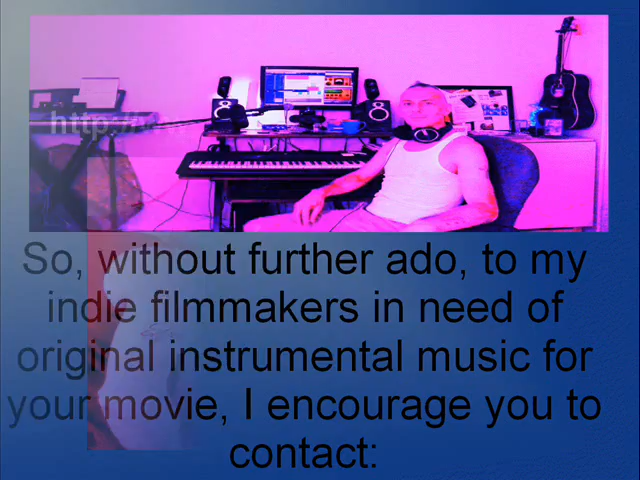 http://
So, without further ado, to my
indie filmmakers in need of
original instrumental music for
your movie, I encourage you to
contact: